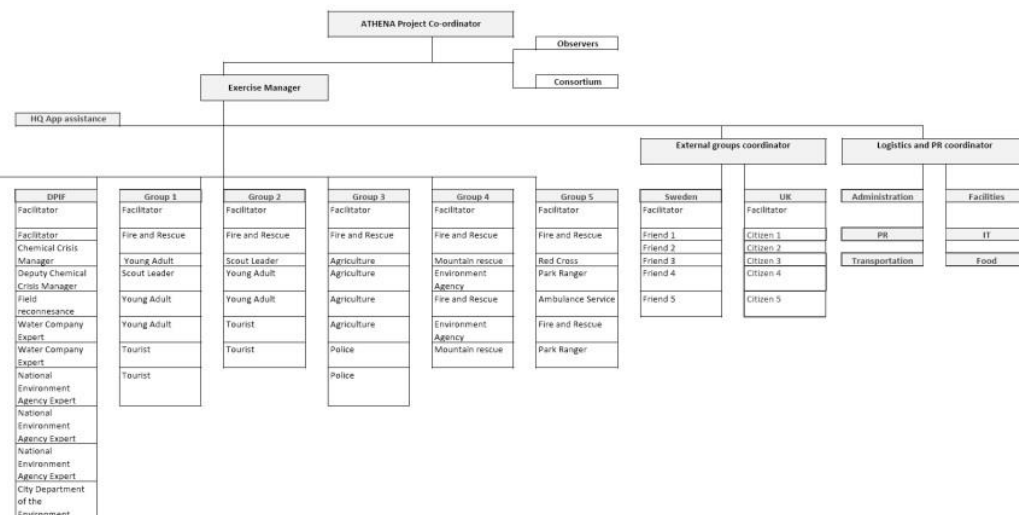 ATHENA Project Co-ordinator
Observers
Consortium
Exercise Manager
HQ App assistance
External groups coordinator
Logistics and PR coordinator
DPIF
Facilitator
Facilitator
Chemical Crisis
Manager
Deputy Chemical
Crisis Manager
Field
reconnesance
Water Company
Expert
Water Company
Expert
National
Environment
Agency Expert
National
Environment
Agency Expert
National
Environment
Agency Expert
City Department
of the
Environment
Group 1
Facilitator
Fire and Rescue
Young Adult
Scout Leader
Young Adult
Young Adult
Tourist
Tourist
Group 2
Facilitator
Fire and Rescue
Scout Leader
Young Adult
Young Adult
Tourist
Tourist
Group 3
Facilitator
Fire and Rescue
Agriculture
Agriculture
Agriculture
Agriculture
Police
Police
Group 4
Facilitator
Fire and Rescue
Mountain rescue
Environment
Agency
Fire and Rescue
Environment
Agency
Mountain rescue
Group 5
Facilitator
Fire and Rescue
Red Cross
Park Ranger
Ambulance Service
Fire and Rescue
Park Ranger
Sweden
Facilitator
Friend 1
Friend 2
Friend 3
Friend 4
Friend 5
UK
Facilitator
Citizen 1
Citizen 2
Citizen 3
Citizen 4
Citizen 5
Administration
PR
Transportation
Facilities
IT
Food